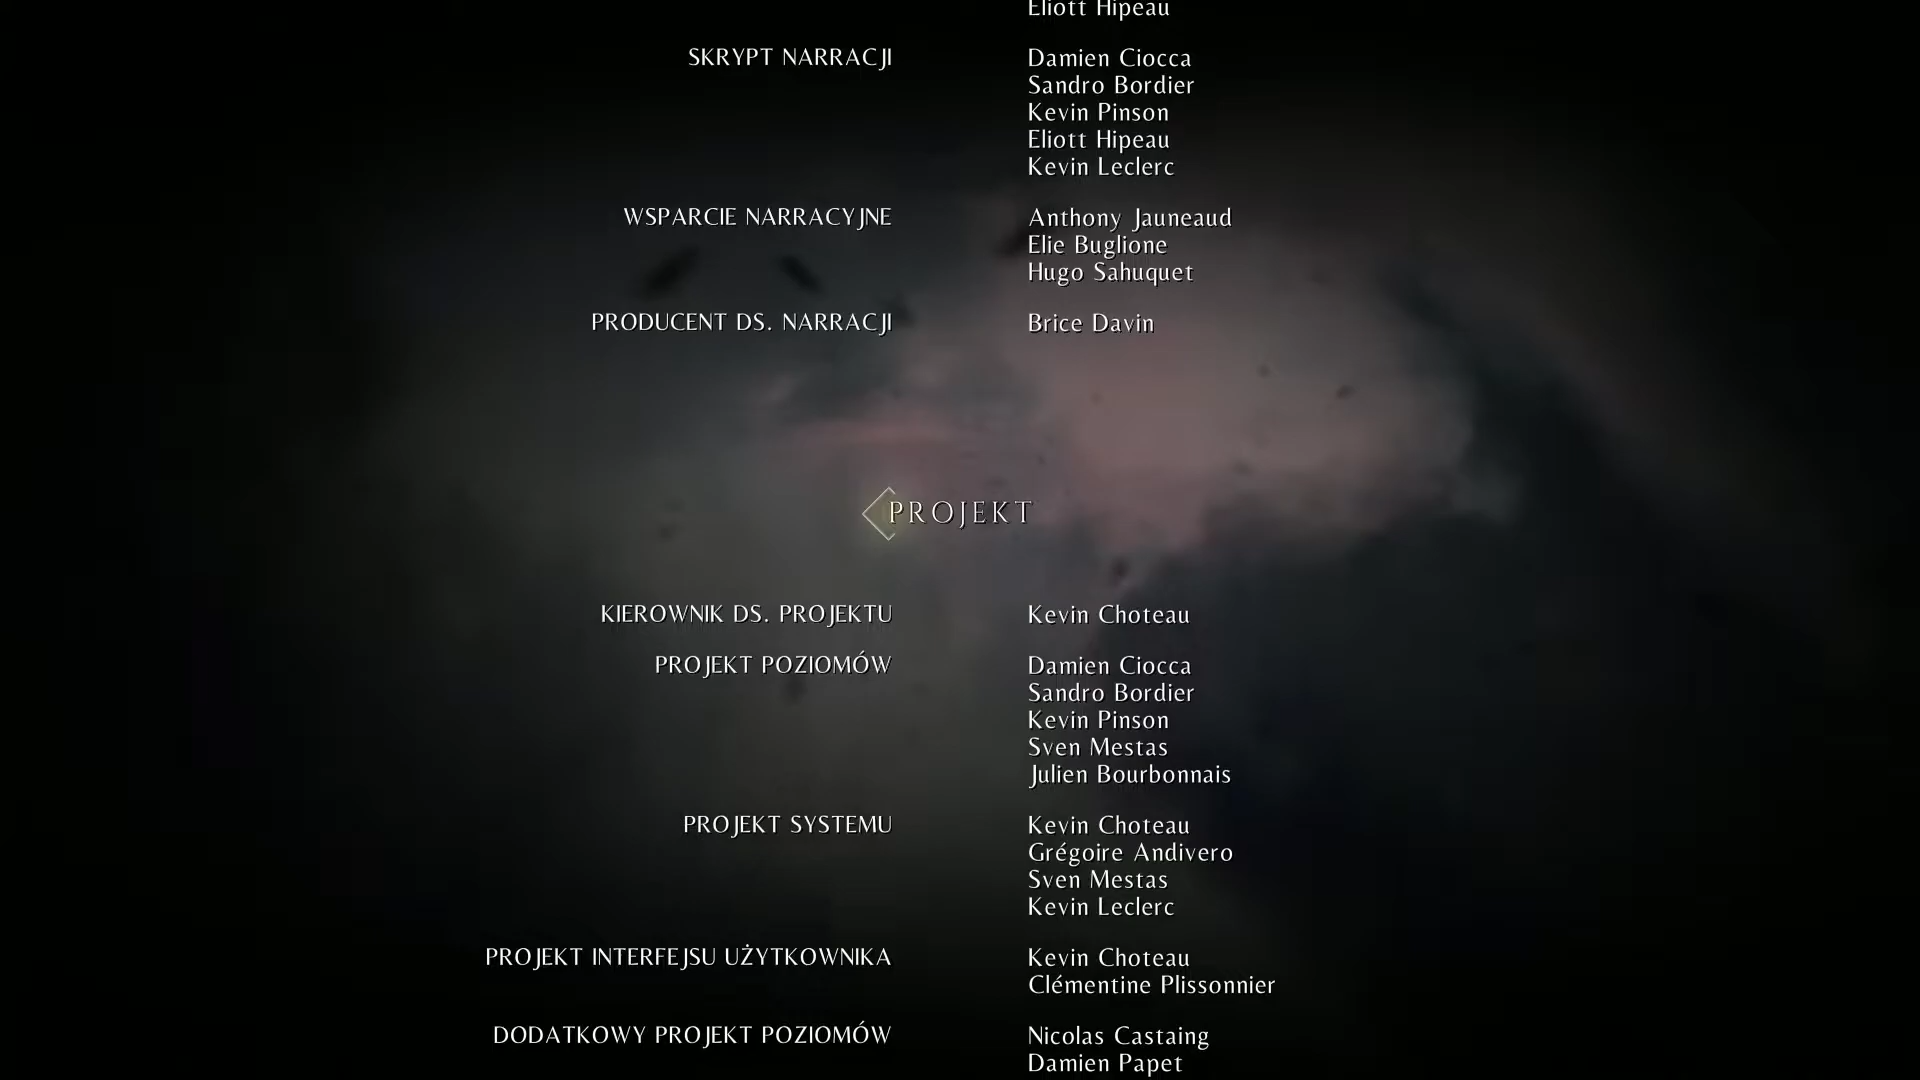 Eliott Hipeau
SKRYPT NARRACJI Damien Ciocca
Sandro Bordier
Kevin Pinson
Eliott Hipeau
Kevin Leclerc
WSPARCIE NARRACYJNE Anthony Jauneaud
Elie Buglione
Hugo Sahuquet
PRODUCENT DS. NARRACJI Brice Davin
PROJEKT
KIEROWNIK DS. PROJEKTU Kevin Choteau
PROJEKT POZIOMÓW Damien Ciocca
Sandro Bordier
Kevin Pinson
Sven Mestas
Julien Bourbonnais
PROJEKT SYSTEMU Kevin Choteau
Grégoire Andivero
Sven Mestas
Kevin Leclerc
PROJEKT INTERFEJSU UŻYTKOWNIKA Kevin Choteau
Clémentine Plissonnier
DODATKOWY PROJEKT POZIOMÓW Nicolas Castaing
Damien Papet